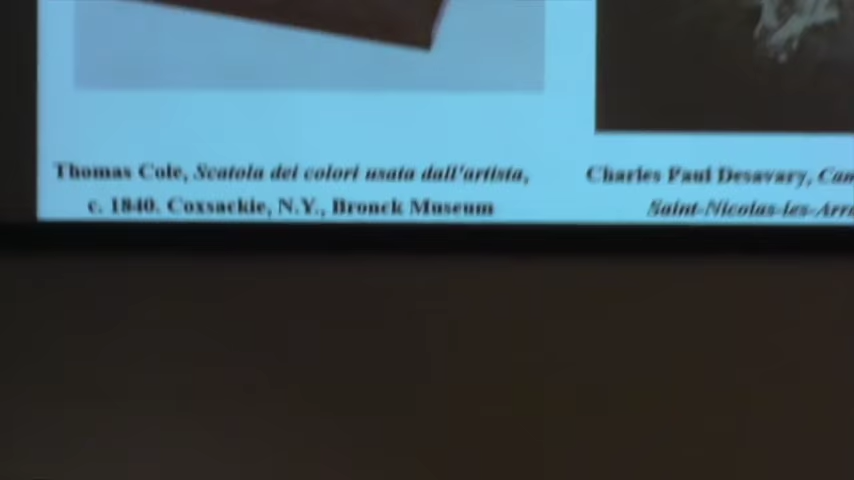 Thomas Cole, Scatola dei colori usata dall'artista,
c. 1840. Coxsackie, N.Y., Bronck Museum
Charles Paul Desavary,
Saint-Nicolas-les-